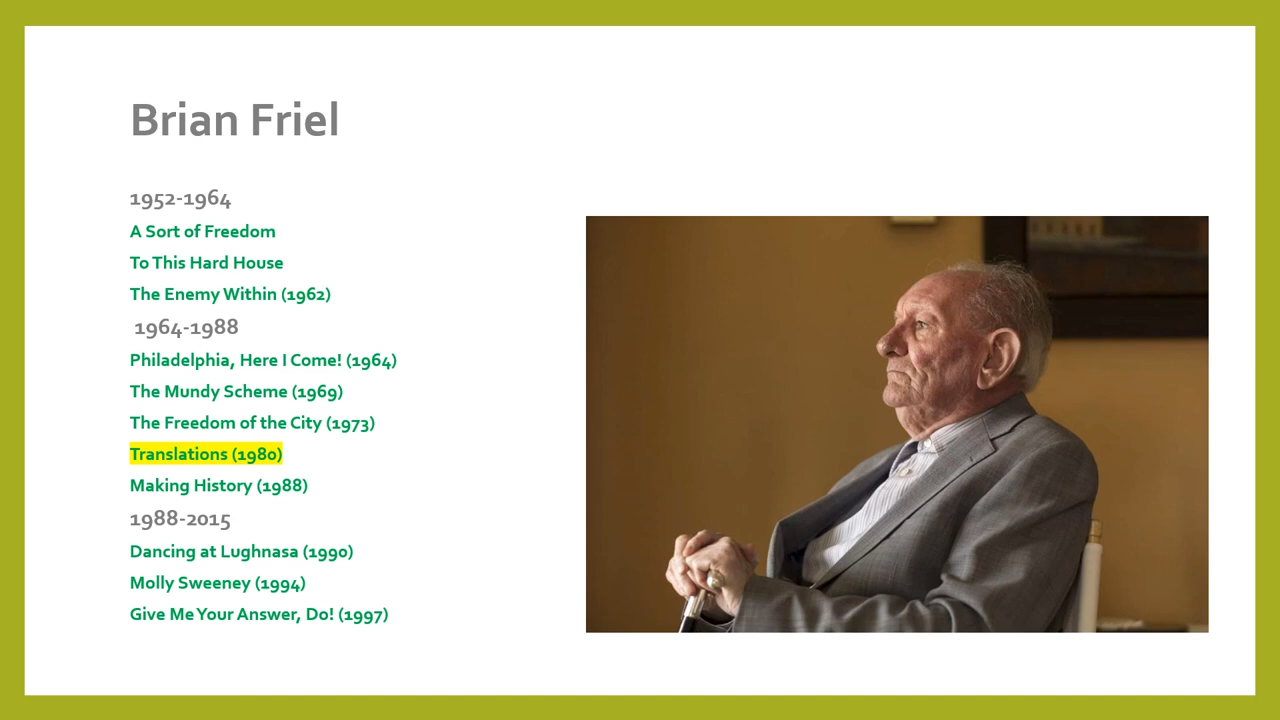 Brian Friel
1952-1964
A Sort of Freedom
To This Hard House
The Enemy Within (1962)
1964-1988
Philadelphia, Here I Come! (1964)
The Mundy Scheme (1969)
The Freedom of the City (1973)
Translations (1980)
Making History (1988)
1988-2015
Dancing at Lughnasa (1990)
Molly Sweeney (1994)
Give Me Your Answer, Do! (1997)